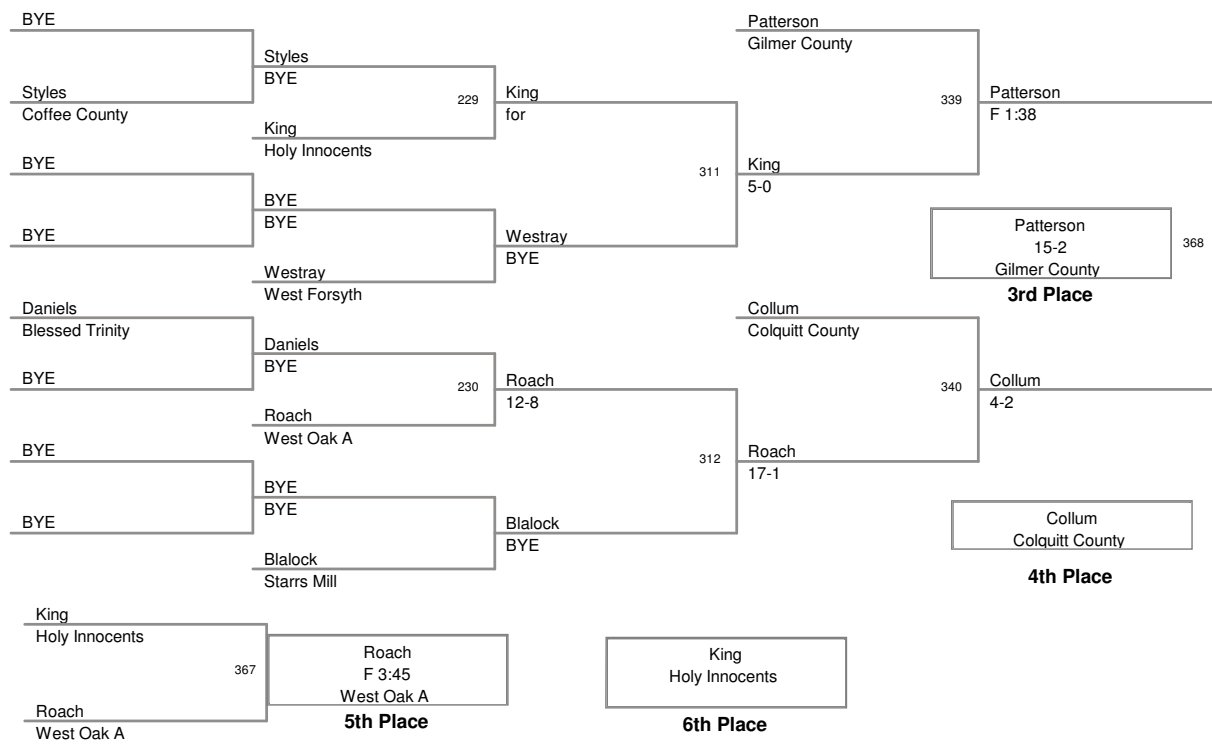 BYE
Patterson
Gilmer County
Styles
BYE
Styles
Coffee County
229
King
for
339
Patterson
F 1:38
King
Holy Innocents
BYE
311
King
5-0
BYE
BYE
BYE
Westray
BYE
Patterson
15-2
Gilmer County
368
3rd Place
Westray
West Forsyth
Daniels
Blessed Trinity
Collum
Colquitt County
Daniels
BYE
BYE
230
Roach
12-8
340
Collum
4-2
Roach
West Oak A
BYE
312
Roach
17-1
BYE
BYE
BYE
Blalock
BYE
Collum
Colquitt County
4th Place
Blalock
Starrs Mill
King
Holy Innocents
367
Roach
F 3:45
West Oak A
5th Place
King
Holy Innocents
6th Place
Roach
West Oak A